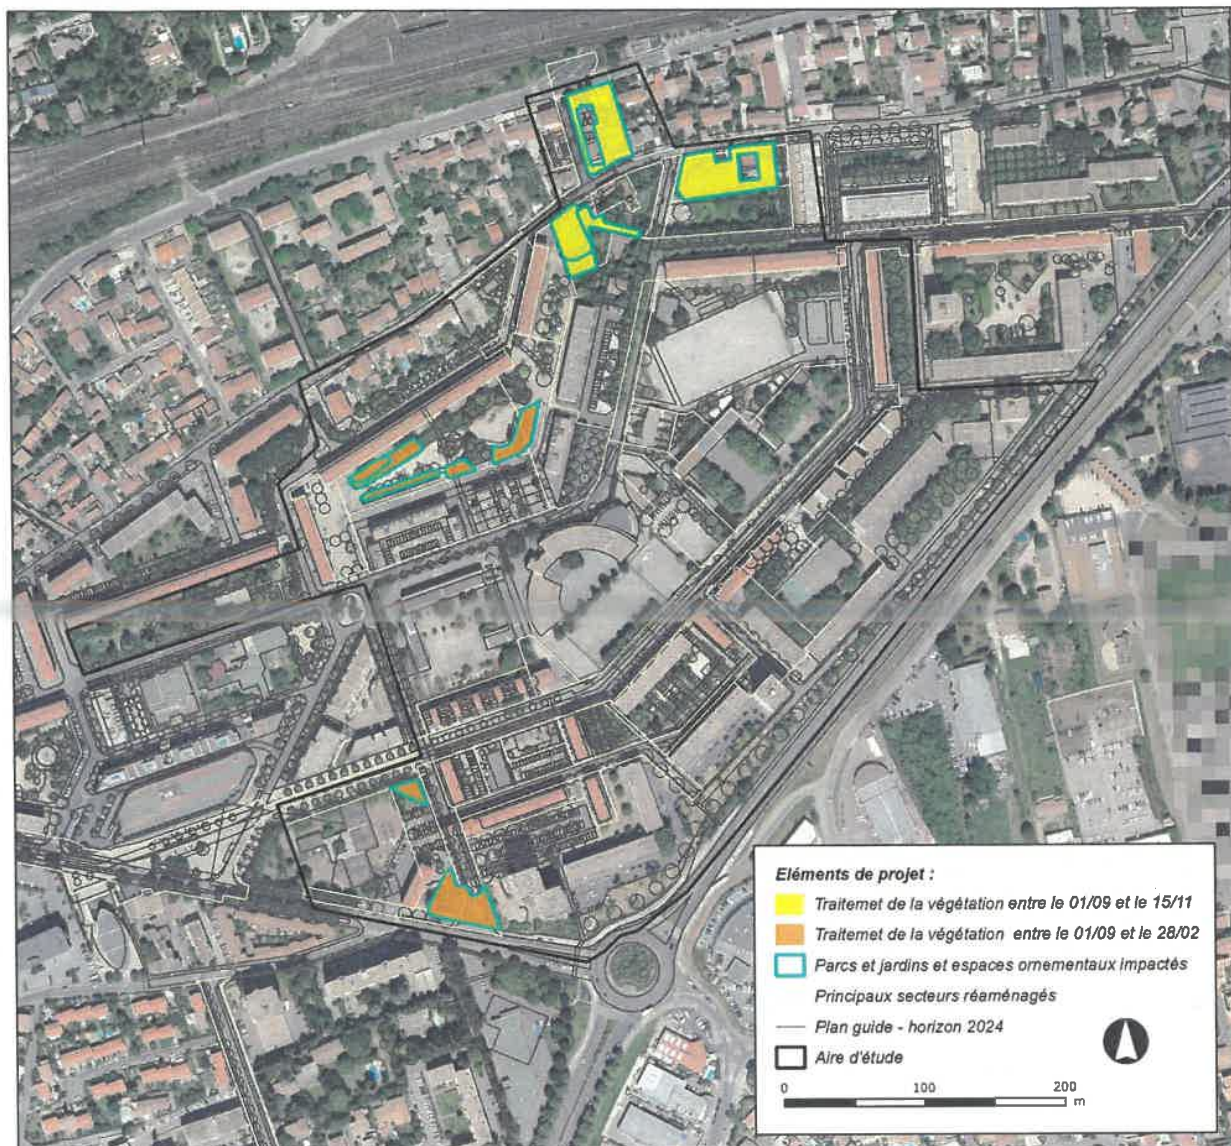 Eléments de projet :
Traitemet de la végétation entre le 01/09 et le 15/11
Traitemet de la végétation entre le 01/09 et le 28/02
Parcs et jardins et espaces ornementaux impactés
Principaux secteurs réaménagés
Plan guide - horizon 2024
Aire d'étude
0 100 200
m